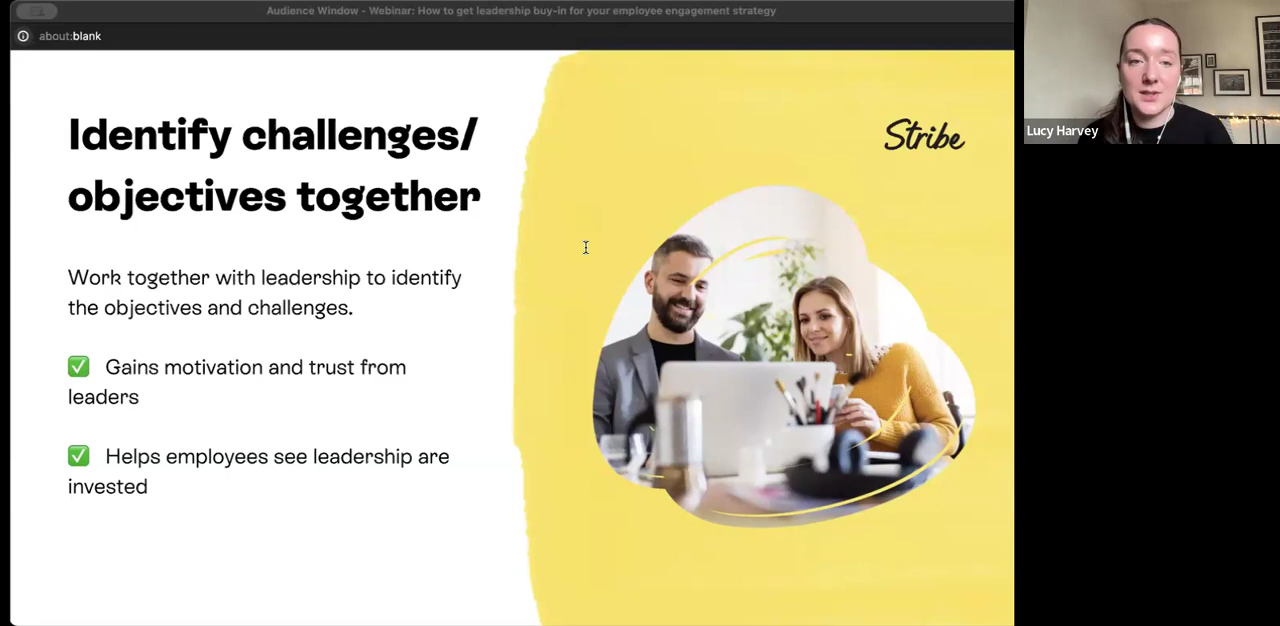 Audience Window - Webinar: How to get leadership buy-in for your employee engagement strategy
about:blank
Identify challenges/
objectives together
Work together with leadership to identify
the objectives and challenges.
✅ Gains motivation and trust from
leaders
✅ Helps employees see leadership are
invested
Stribe
Lucy Harvey